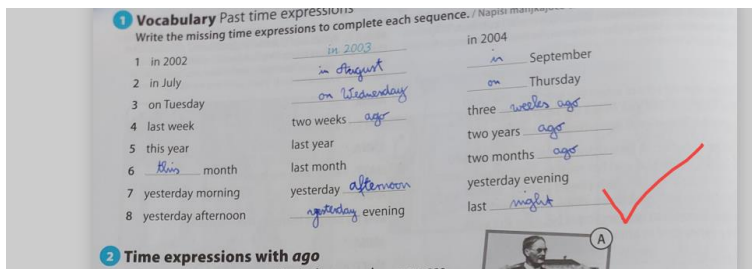 1 Vocabulary Past time expressions
Write the missing time expressions to complete each sequence. / Napiši
1 in 2002 in 2003 in 2004
2 in July in August in September
3 on Tuesday on Wednesday on Thursday
4 last week two weeks ago three weeks ago
5 this year last year two years ago
6 this month last month two months ago
7 yesterday morning yesterday afternoon yesterday evening
8 yesterday afternoon yesterday evening last night
A
2 Time expressions with ago